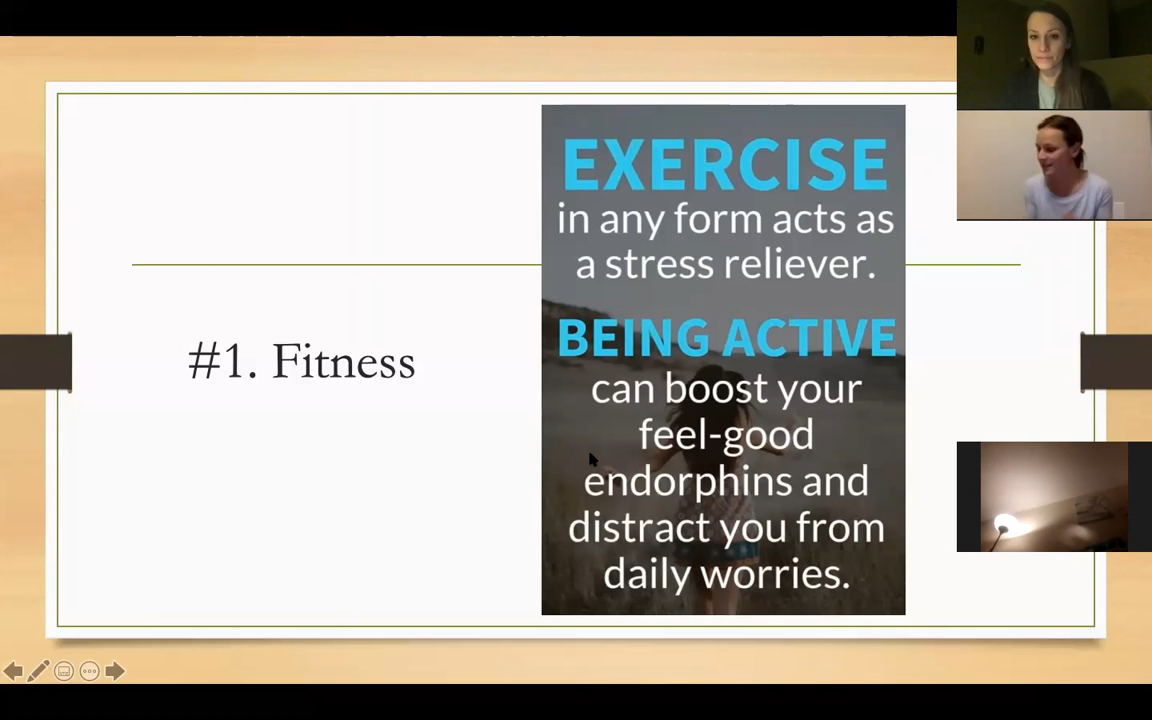 #1. Fitness
EXERCISE
in any form acts as
a stress reliever.
BEING ACTIVE
can boost your
feel-good
endorphins and
distract you from
daily worries.